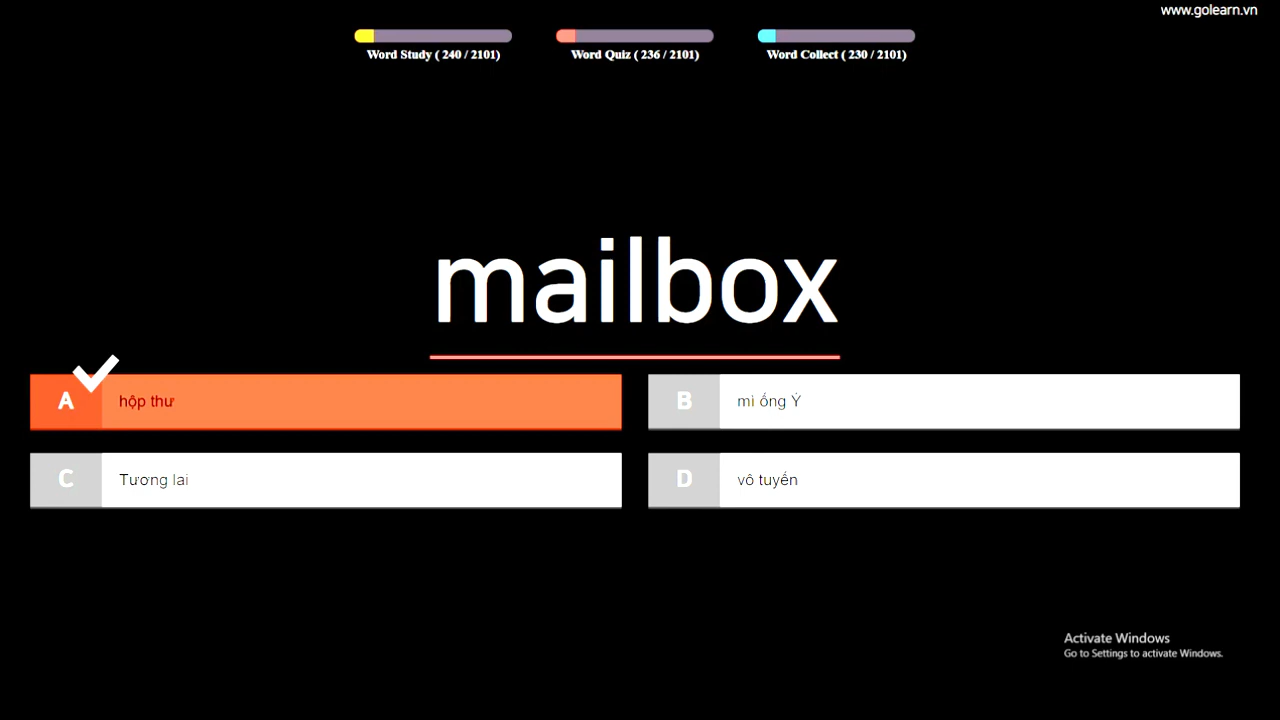 www.golearn.vn
Word Study ( 240 / 2101)
Word Quiz ( 236 / 2101)
Word Collect ( 230 / 2101)
mailbox
A hộp thư
B mì ống Ý
C Tương lai
D vô tuyến
Activate Windows
Go to Settings to activate Windows.